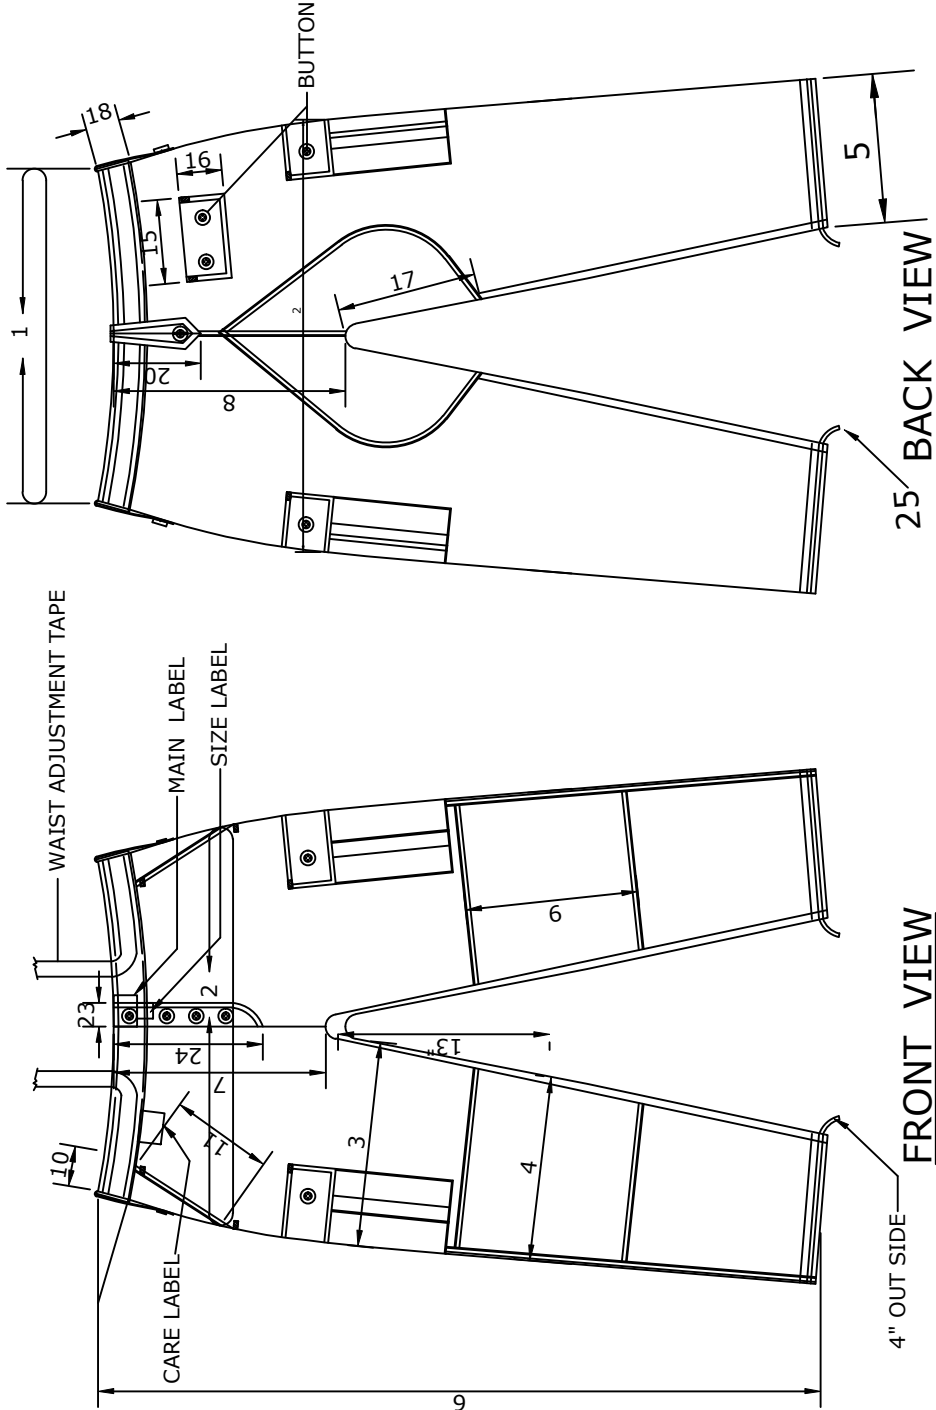 1
18
16
15
BUTTON
20
8
2
17
5
25
BACK VIEW
WAIST ADJUSTMENT TAPE
MAIN LABEL
SIZE LABEL
23
2
24
7
10
11
CARE LABEL
13"
3
4
6
9
4" OUT SIDE
FRONT VIEW